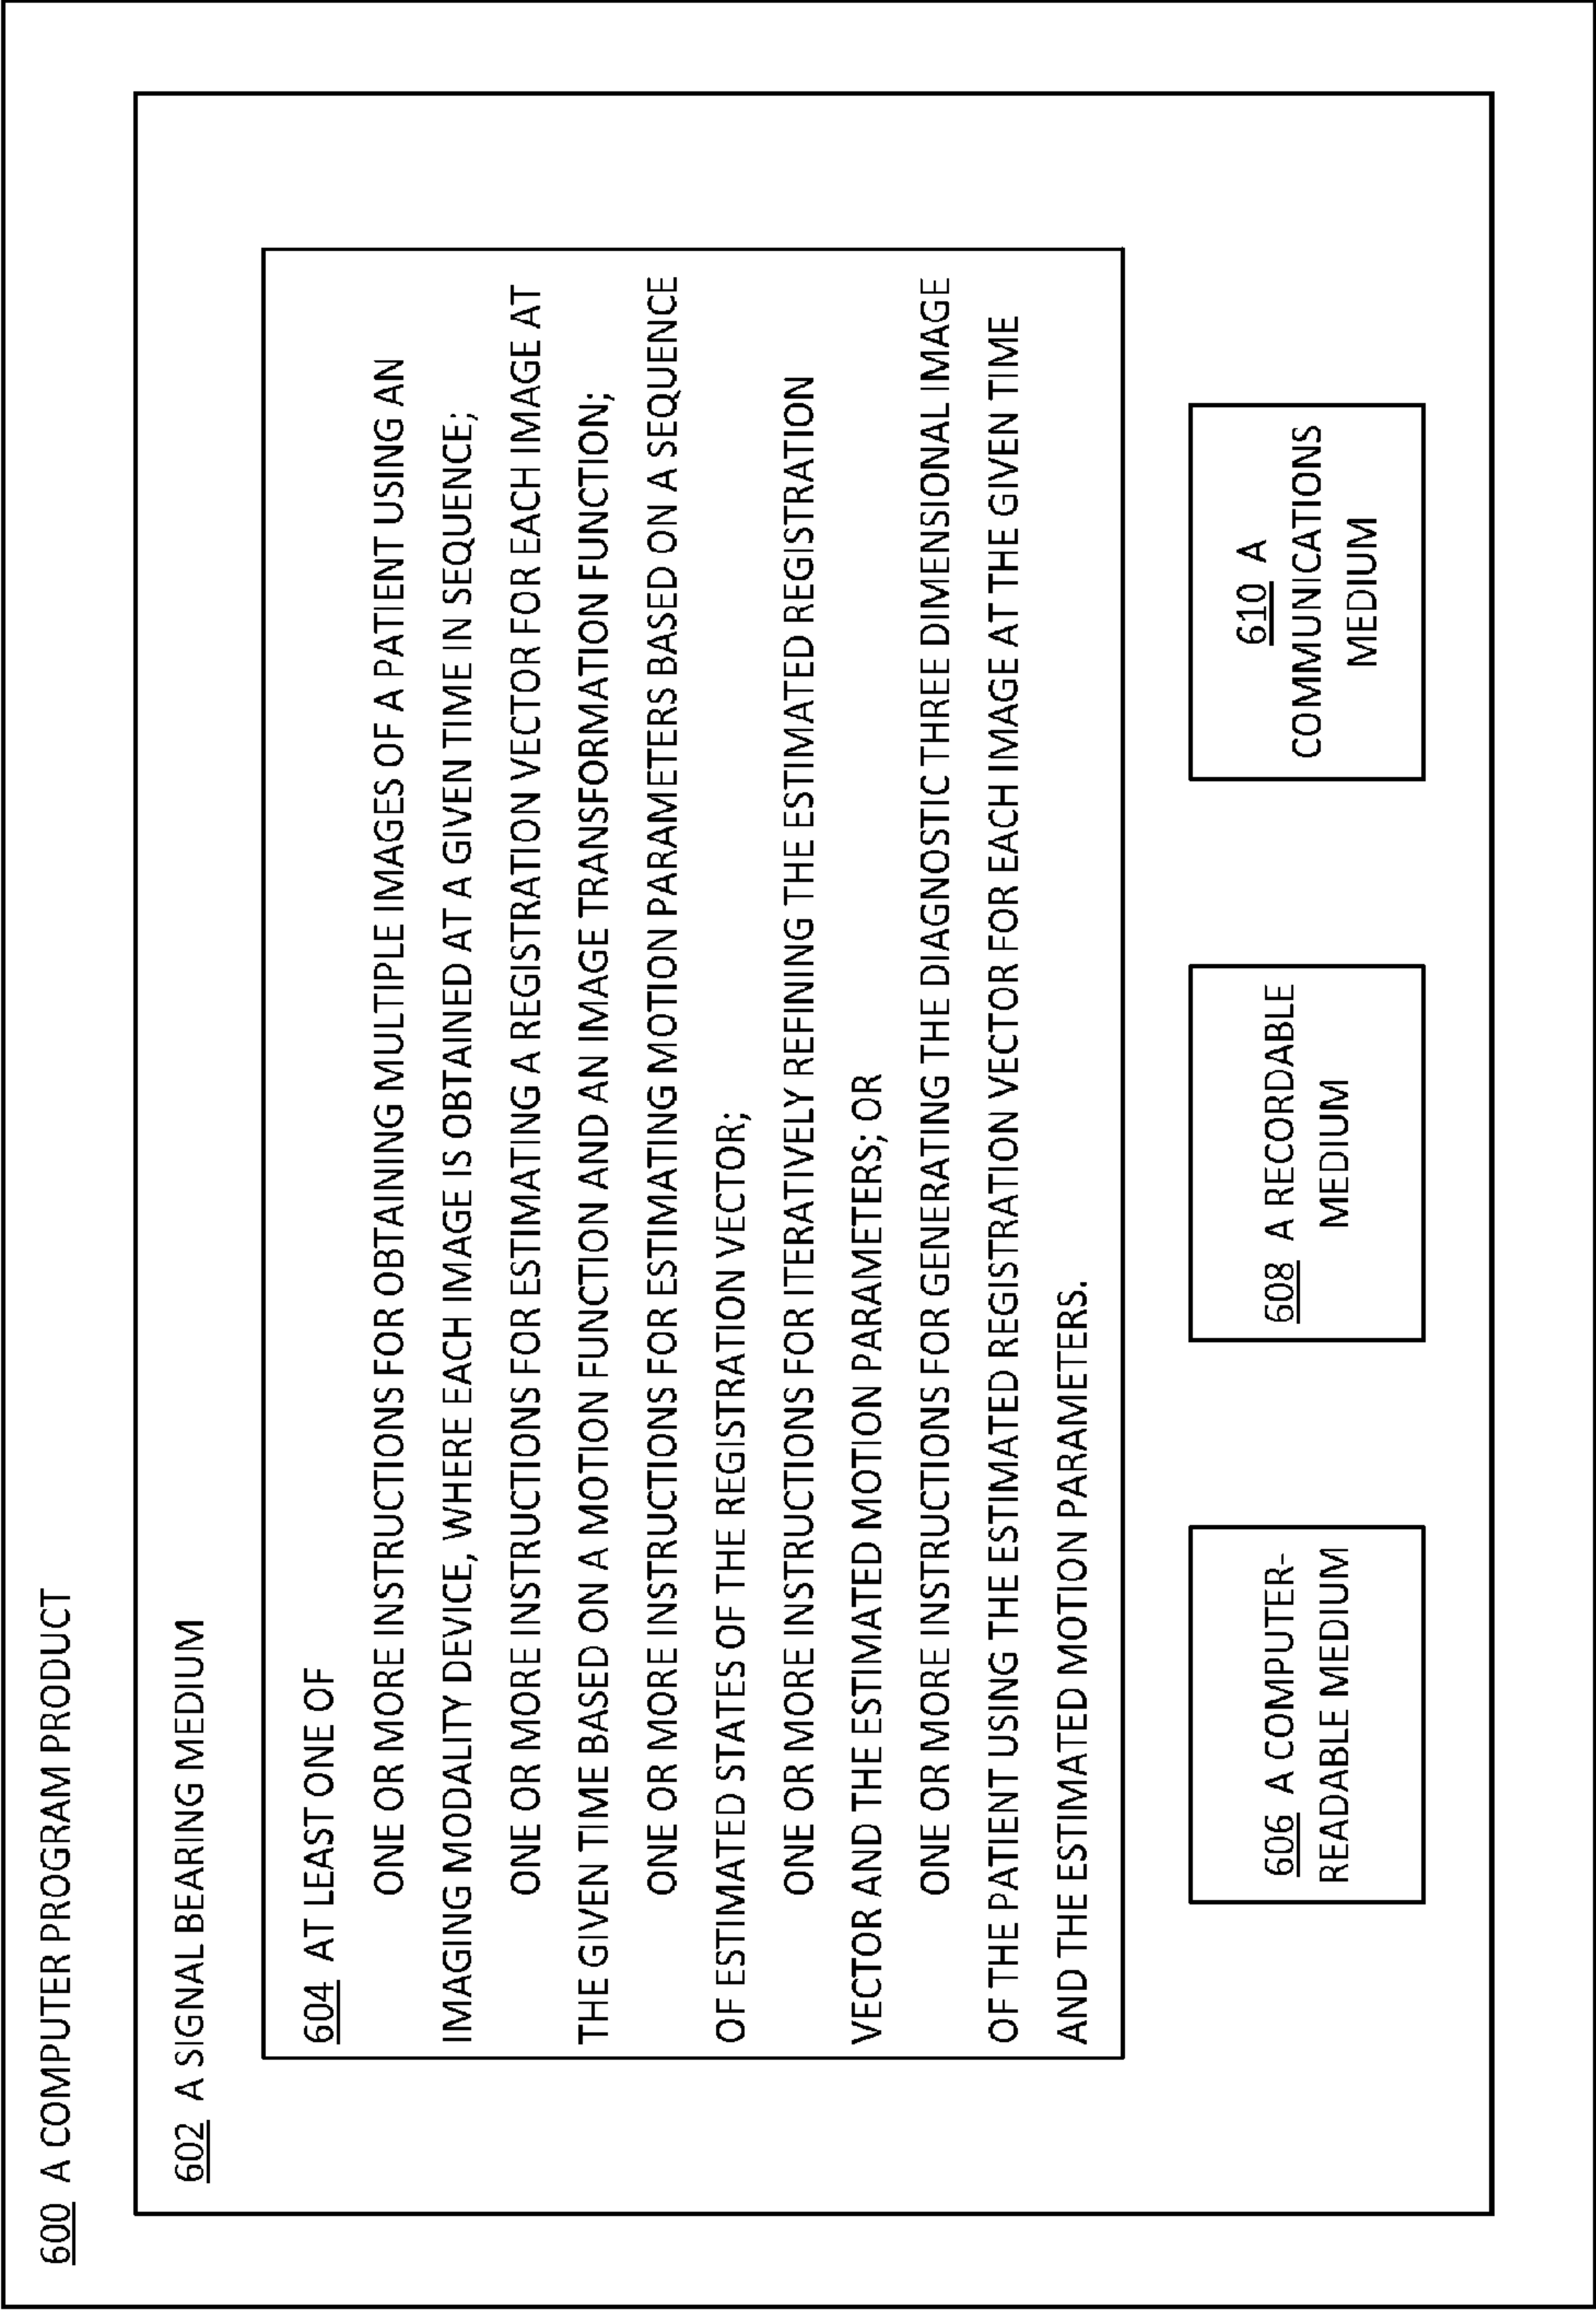 600 A COMPUTER PROGRAM PRODUCT
602 A SIGNAL BEARING MEDIUM
604 AT LEAST ONE OF
ONE OR MORE INSTRUCTIONS FOR OBTAINING MULTIPLE IMAGES OF A PATIENT USING AN
IMAGING MODALITY DEVICE, WHERE EACH IMAGE IS OBTAINED AT A GIVEN TIME IN SEQUENCE;
ONE OR MORE INSTRUCTIONS FOR ESTIMATING A REGISTRATION VECTOR FOR EACH IMAGE AT
THE GIVEN TIME BASED ON A MOTION FUNCTION AND AN IMAGE TRANSFORMATION FUNCTION;
ONE OR MORE INSTRUCTIONS FOR ESTIMATING MOTION PARAMETERS BASED ON A SEQUENCE
OF ESTIMATED STATES OF THE REGISTRATION VECTOR;
ONE OR MORE INSTRUCTIONS FOR ITERATIVELY REFINING THE ESTIMATED REGISTRATION
VECTOR AND THE ESTIMATED MOTION PARAMETERS; OR
ONE OR MORE INSTRUCTIONS FOR GENERATING THE DIAGNOSTIC THREE DIMENSIONAL IMAGE
OF THE PATIENT USING THE ESTIMATED REGISTRATION VECTOR FOR EACH IMAGE AT THE GIVEN TIME
AND THE ESTIMATED MOTION PARAMETERS.
606 A COMPUTER-
READABLE MEDIUM
608 A RECORDABLE
MEDIUM
610 A
COMMUNICATIONS
MEDIUM